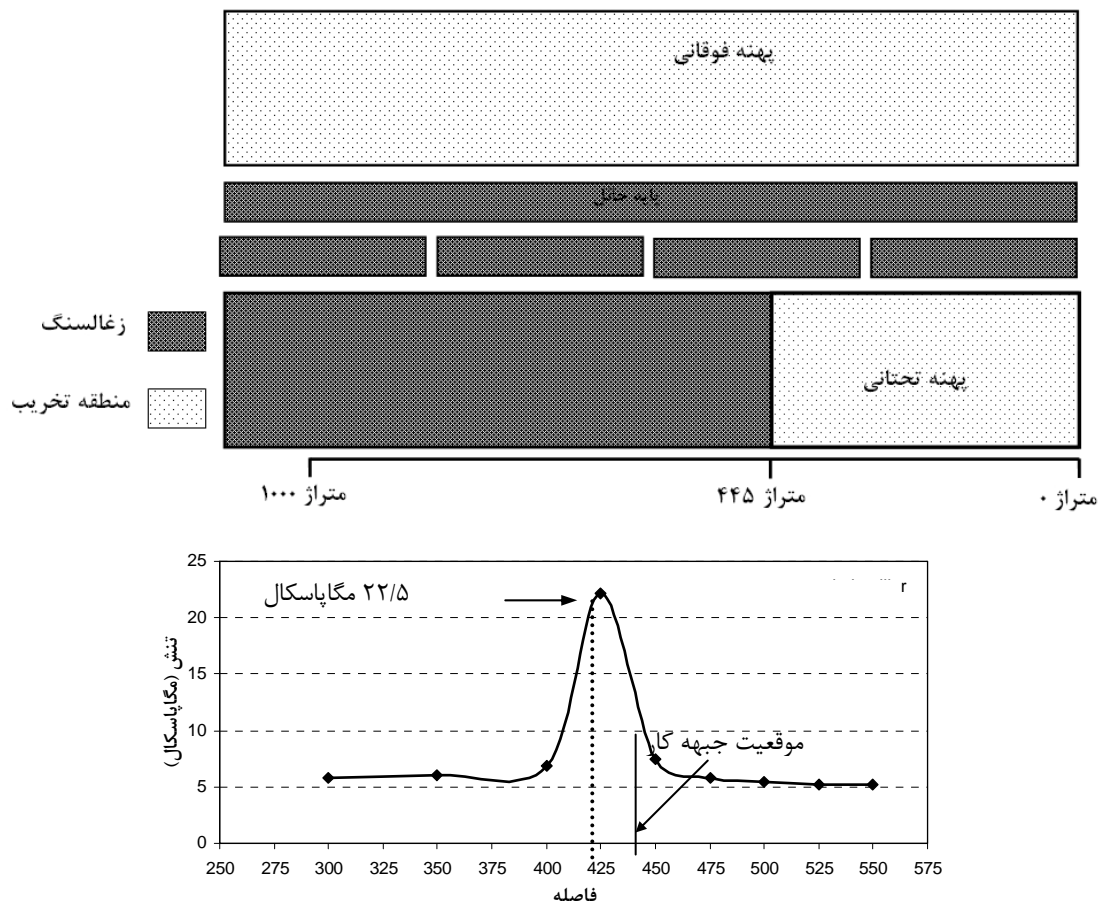 پهنه فوقانی
پایه حائل
زغالسنگ
پهنه تحتانی
منطقه تخریب
متراژ ۰
متراژ ۴۴۵
متراژ ۱۰۰۰
۲۲/۵ مگاپاسکال
r
موقعیت جبهه کار
تنش (مگاپاسکال)
25
20
15
10
5
0
250 300 350 375 400 425 450 475 500 525 550 575
فاصله